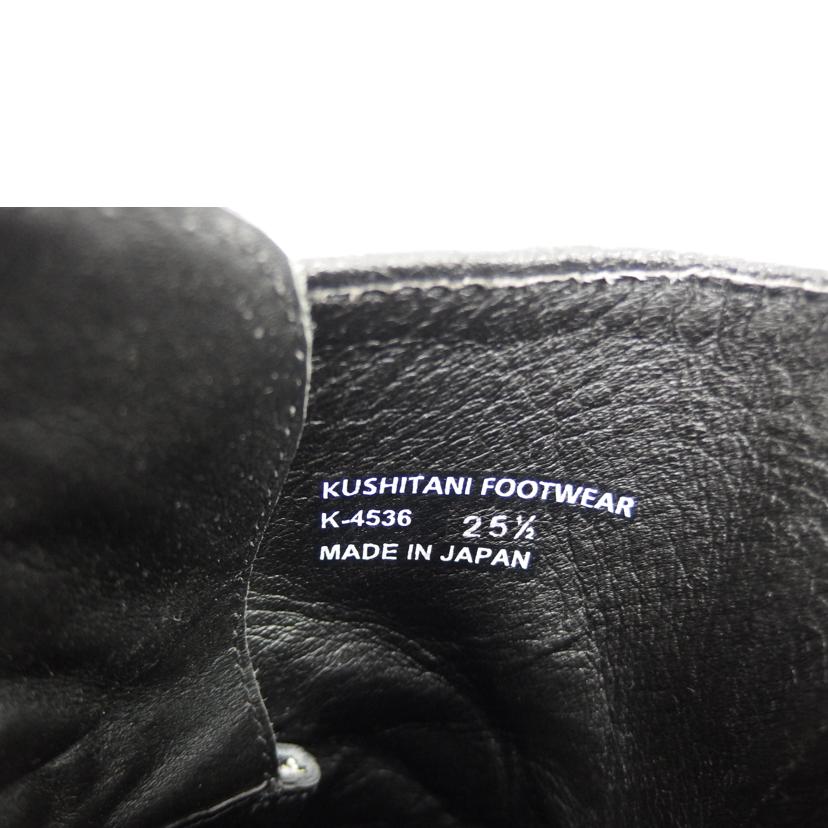 KUSHITANI FOOTWEAR
K-4536 25½
MADE IN JAPAN